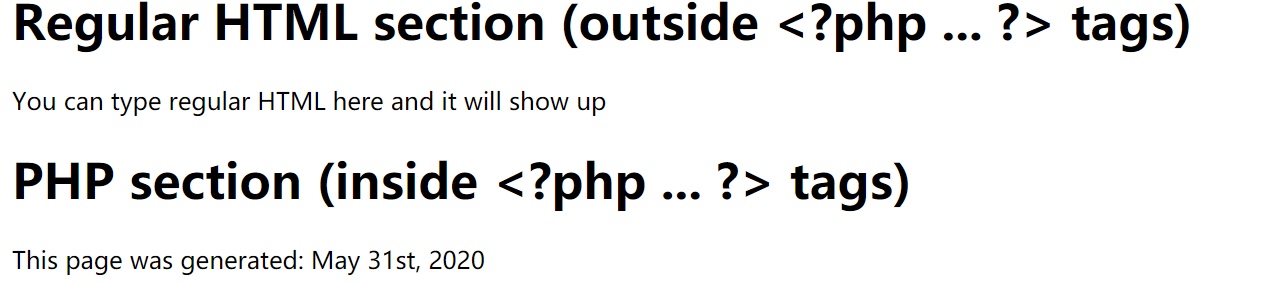 Regular HTML section (outside <?php ... ?> tags)
You can type regular HTML here and it will show up
PHP section (inside <?php ... ?> tags)
This page was generated: May 31st, 2020